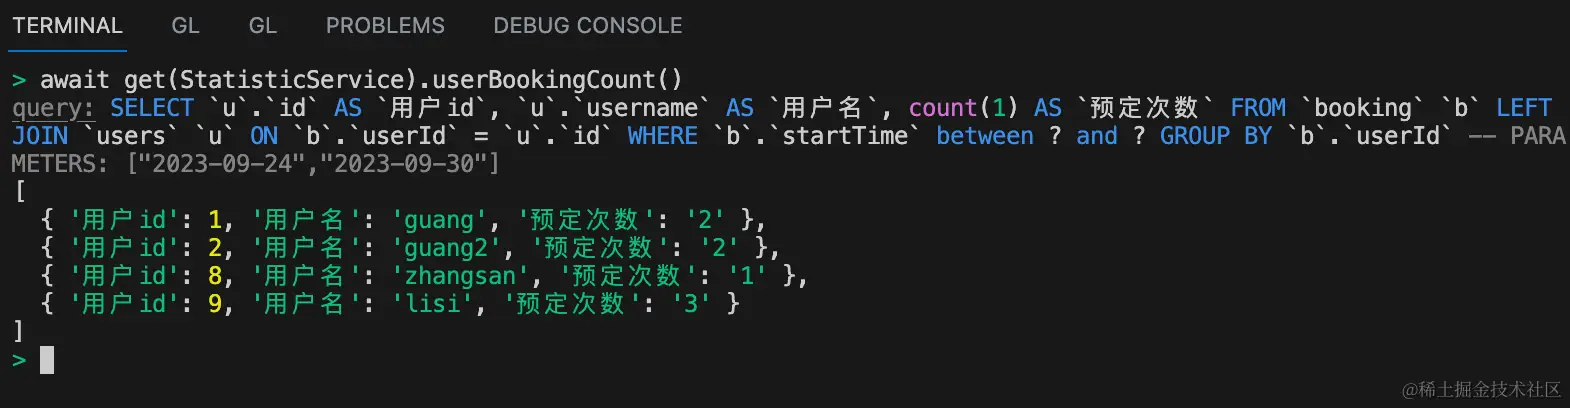 TERMINAL GL GL PROBLEMS DEBUG CONSOLE
> await get(StatisticService).userBookingCount()
query: SELECT `u`.`id` AS `用户id`, `u`.`username` AS `用户名`, count(1) AS `预定次数` FROM `booking` `b` LEFT
JOIN `users` `u` ON `b`.`userId` = `u`.`id` WHERE `b`.`startTime` between ? and ? GROUP BY `b`.`userId` -- PARA
METERS: ["2023-09-24","2023-09-30"]
[
  { '用户id': 1, '用户名': 'guang', '预定次数': '2' },
  { '用户id': 2, '用户名': 'guang2', '预定次数': '2' },
  { '用户id': 8, '用户名': 'zhangsan', '预定次数': '1' },
  { '用户id': 9, '用户名': 'lisi', '预定次数': '3' }
]
>
@稀土掘金技术社区